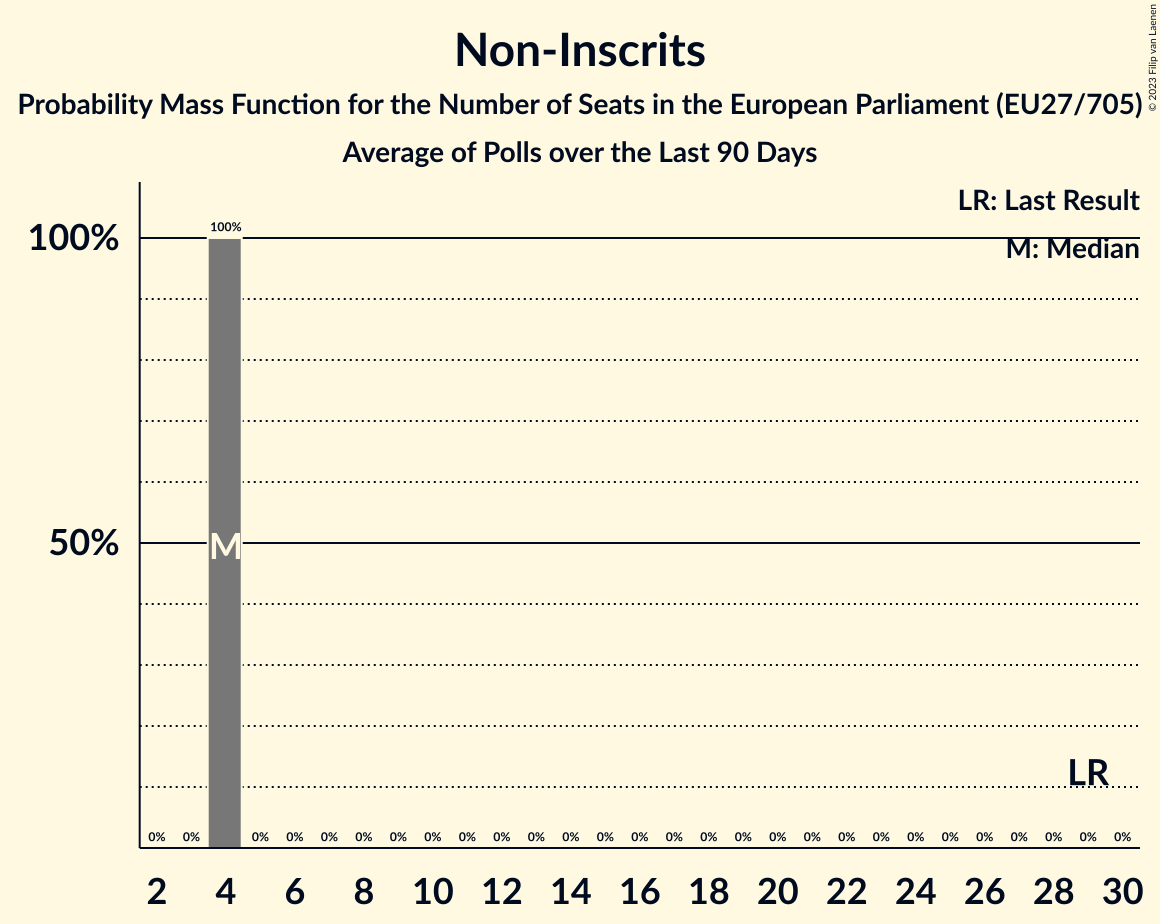 Non-Inscrits
Probability Mass Function for the Number of Seats in the European Parliament (EU27/705)
Average of Polls over the Last 90 Days
© 2023 Filip van Laenen
LR: Last Result
M: Median
100%
100%
50%
M
LR
0% 0% 0% 0% 0% 0% 0% 0% 0% 0% 0% 0% 0% 0% 0% 0% 0% 0% 0% 0% 0% 0% 0% 0% 0% 0% 0% 0%
2 4 6 8 10 12 14 16 18 20 22 24 26 28 30